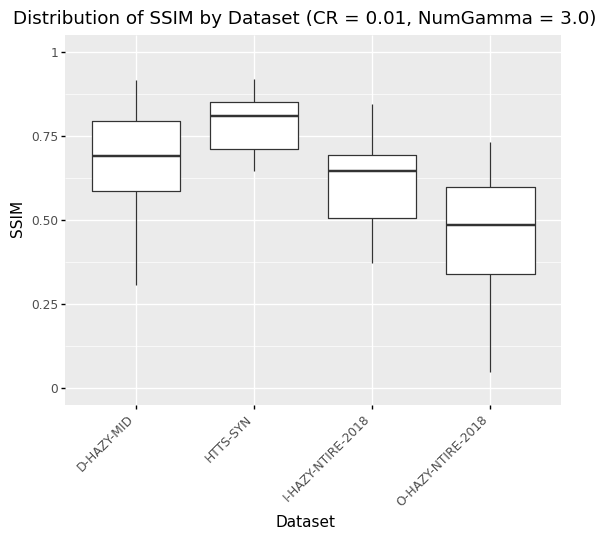 Distribution of SSIM by Dataset (CR = 0.01, NumGamma = 3.0)
1
0.75
0.50
0.25
0
SSIM
D-HAZY-MID
HTTS-SYN
I-HAZY-NTIRE-2018
O-HAZY-NTIRE-2018
Dataset